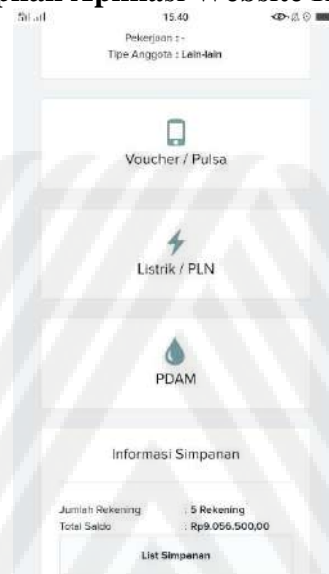 15.40
Pekerjaan : -
Tipe Anggota : Lain-lain
Voucher / Pulsa
Listrik / PLN
PDAM
Informasi Simpanan
Jumlah Rekening : 5 Rekening
Total Saldo : Rp9.056.500,00
List Simpanan